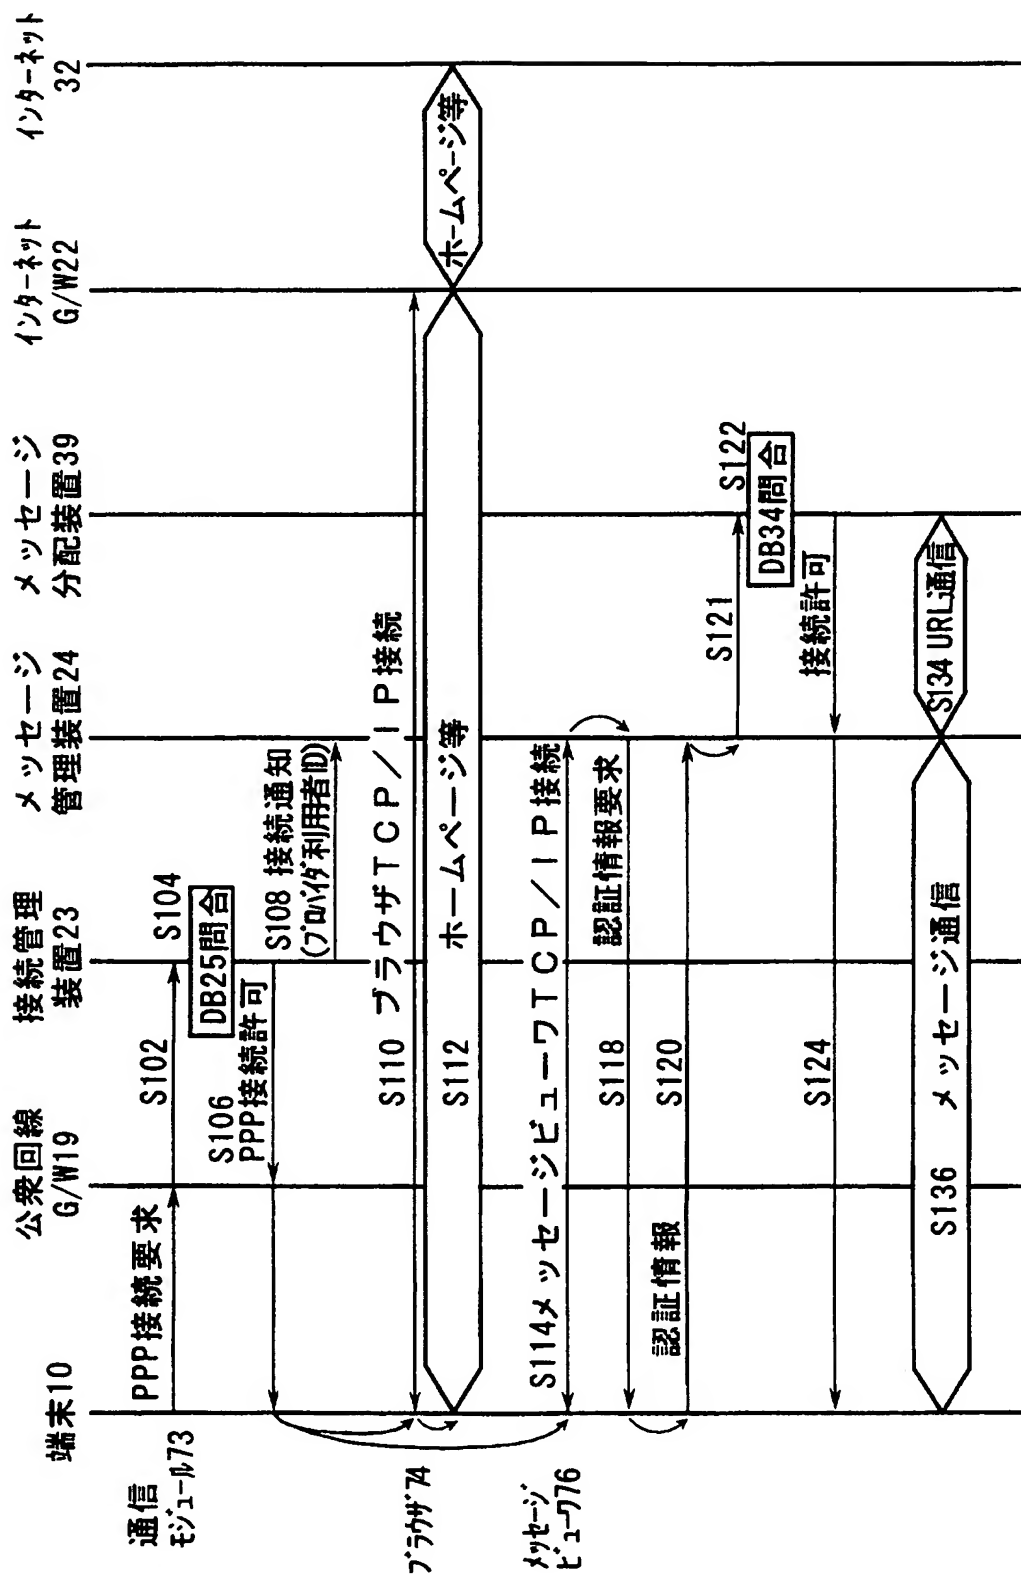 端末10
公衆回線
G/W19
接続管理
装置23
メッセージ
管理装置24
メッセージ
分配装置39
インターネット
G/W22
インターネット
32
通信
モジュール73
PPP接続要求
S102
S104
DB25問合
S106
PPP接続許可
S108 接続通知
(プロバイダ利用者ID)
ブラウザ74
S110 ブラウザTCP/IP接続
S112 ホームページ等
ホームページ等
メッセージ
ビューワ76
S114メッセージビューワTCP/IP接続
S118 認証情報要求
認証情報 S120
S121
S122
DB34問合
S124 接続許可
S134 URL通信
S136 メッセージ通信